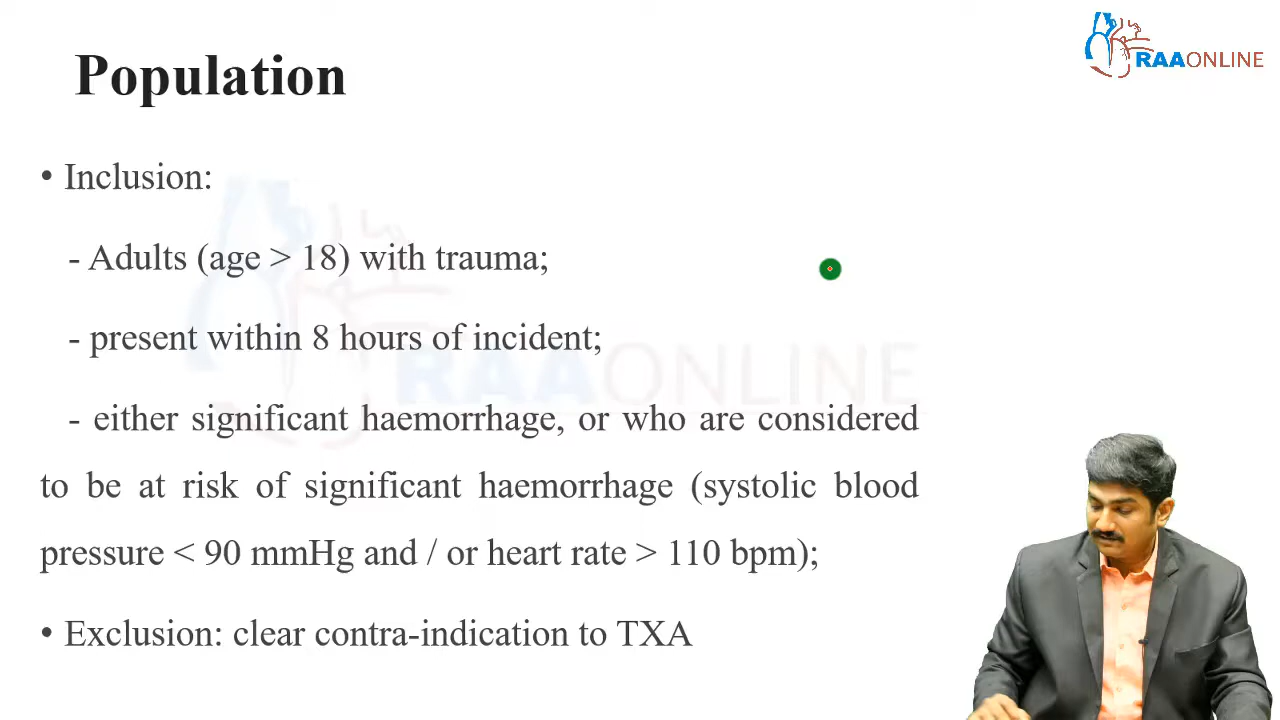 RAAONLINE
Population
• Inclusion:
- Adults (age > 18) with trauma;
- present within 8 hours of incident;
- either significant haemorrhage, or who are considered
to be at risk of significant haemorrhage (systolic blood
pressure < 90 mmHg and / or heart rate > 110 bpm);
• Exclusion: clear contra-indication to TXA
RAAONLINE